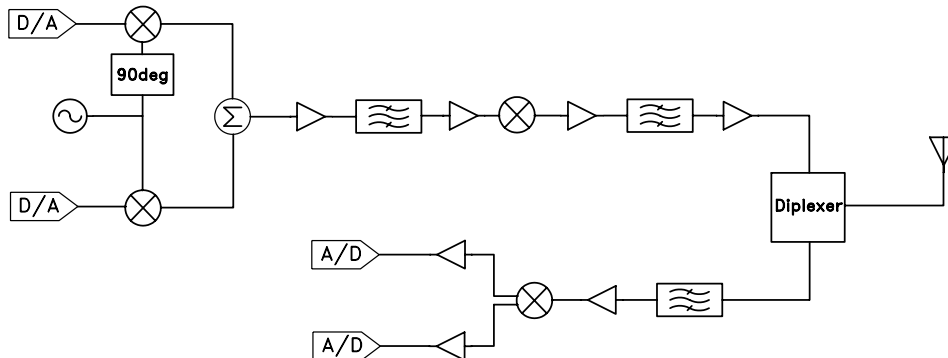 D/A
90deg
Σ
D/A
Diplexer
A/D
A/D